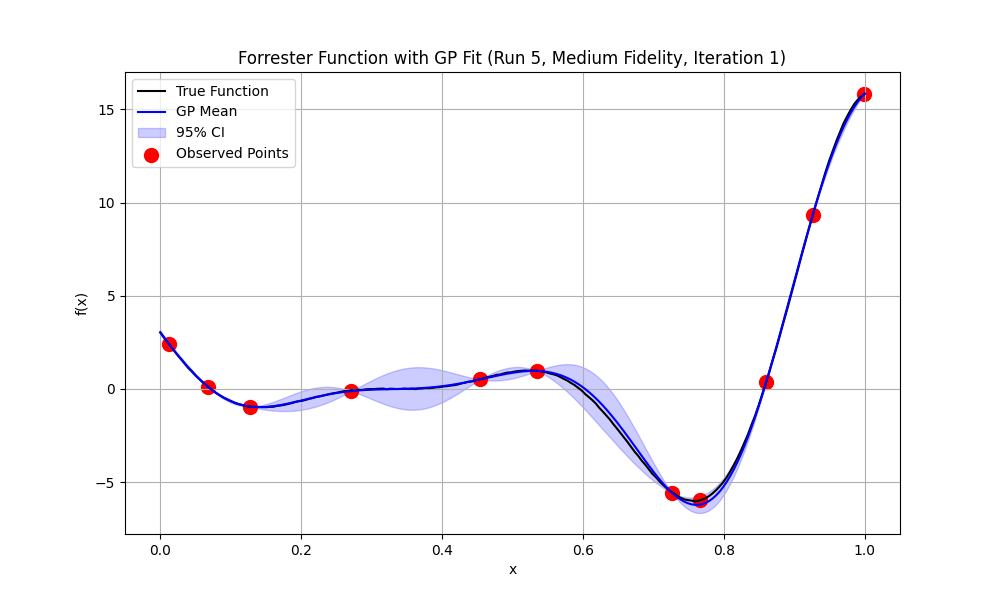 Forrester Function with GP Fit (Run 5, Medium Fidelity, Iteration 1)
True Function
GP Mean
95% CI
Observed Points
15
10
5
0
−5
f(x)
0.0
0.2
0.4
0.6
0.8
1.0
x